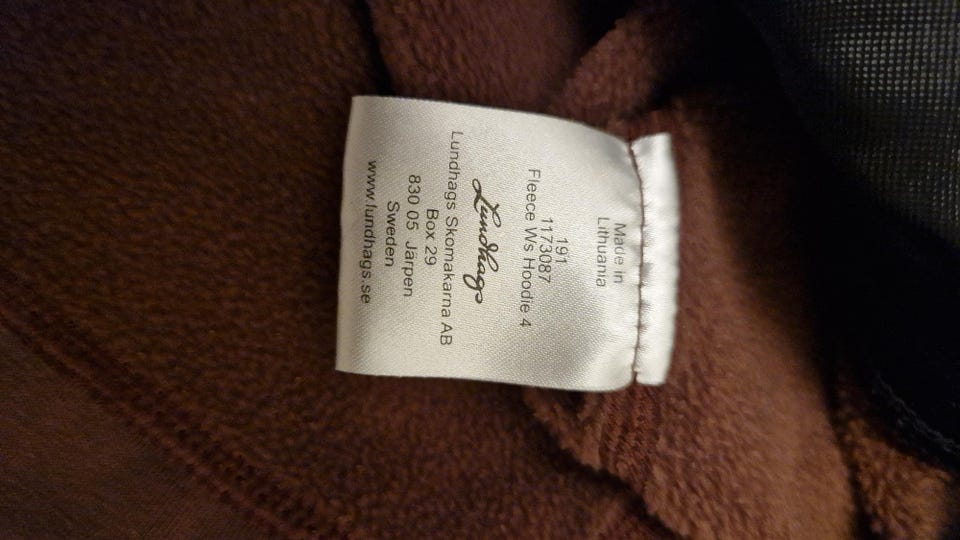 Made in
Lithuania
191
1173087
Fleece Ws Hoodie 4
Lundhags
Lundhags Skomakarna AB
Box 29
830 05 Järpen
Sweden
www.lundhags.se